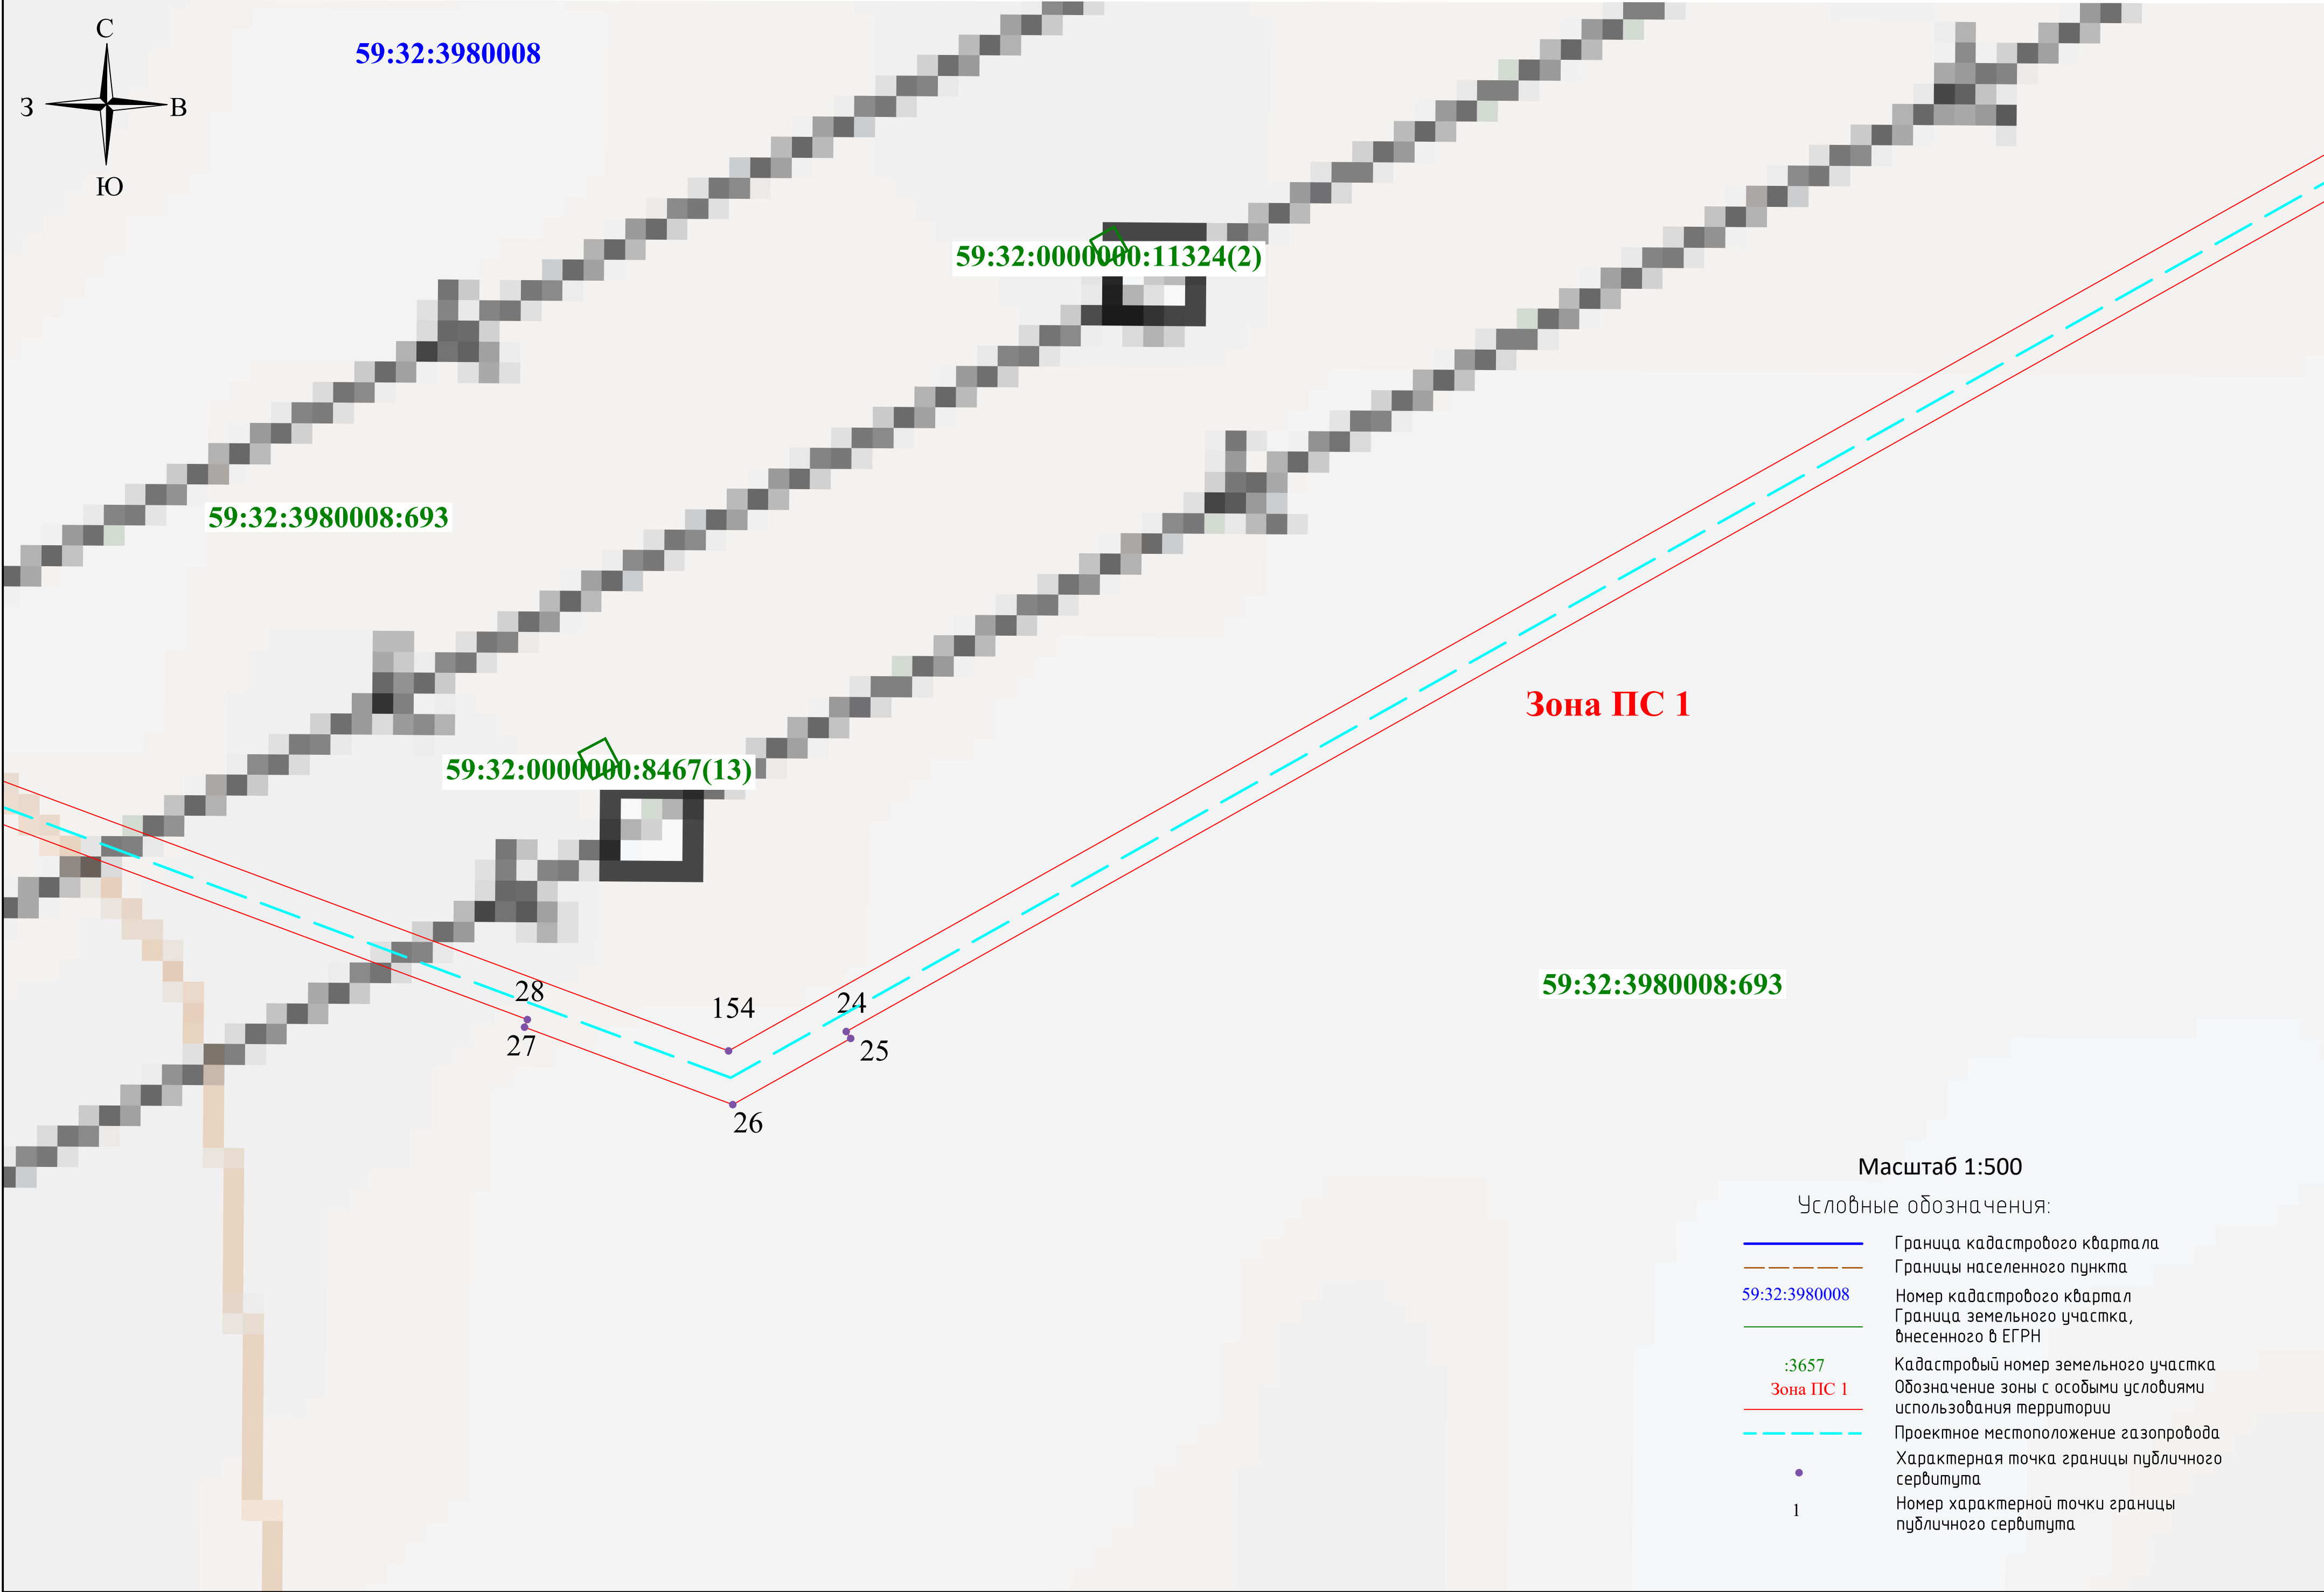 С
59:32:3980008
З
В
Ю
59:32:0000000:11324(2)
59:32:3980008:693
Зона ПС 1
59:32:0000000:8467(13)
59:32:3980008:693
28
154
24
27
25
26
Масштаб 1:500
Условные обозначения:
Граница кадастрового квартала
Границы населенного пункта
59:32:3980008
Номер кадастрового квартал
Граница земельного участка,
внесенного в ЕГРН
:3657
Кадастровый номер земельного участка
Зона ПС 1
Обозначение зоны с особыми условиями
использования территории
Проектное местоположение газопровода
Характерная точка границы публичного
сервитута
1
Номер характерной точки границы
публичного сервитута